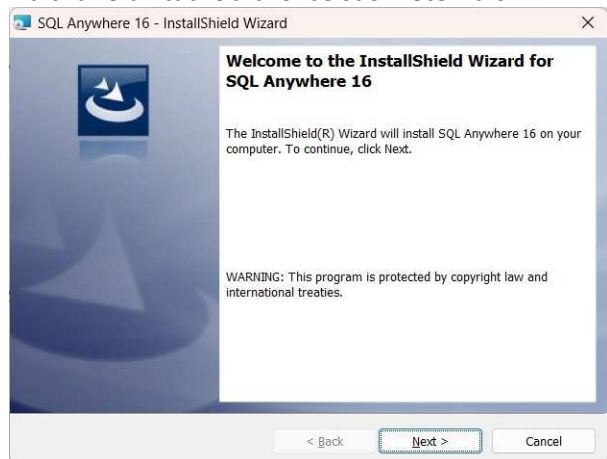 SQL Anywhere 16 - InstallShield Wizard
Welcome to the InstallShield Wizard for
SQL Anywhere 16
The InstallShield(R) Wizard will install SQL Anywhere 16 on your
computer. To continue, click Next.
WARNING: This program is protected by copyright law and
international treaties.
< Back Next > Cancel